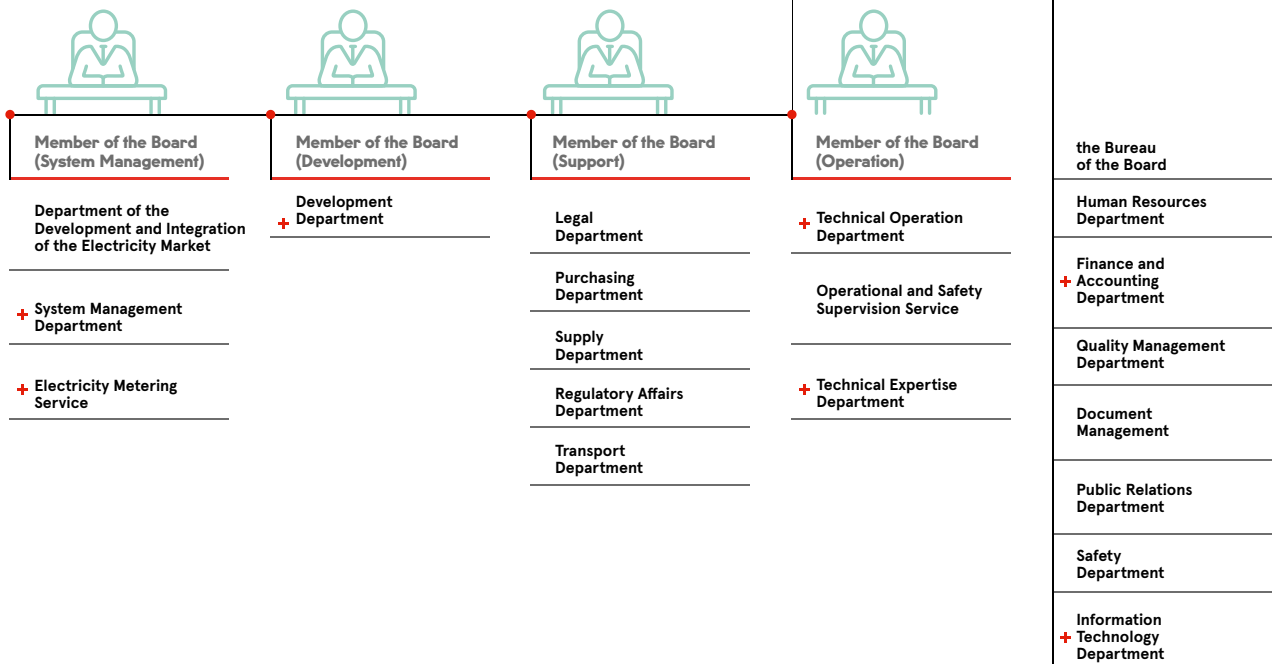 Member of the Board
(System Management)
Department of the
Development and Integration
of the Electricity Market
+ System Management
Department
+ Electricity Metering
Service
Member of the Board
(Development)
+ Development
Department
Member of the Board
(Support)
Legal
Department
Purchasing
Department
Supply
Department
Regulatory Affairs
Department
Transport
Department
Member of the Board
(Operation)
+ Technical Operation
Department
Operational and Safety
Supervision Service
+ Technical Expertise
Department
the Bureau
of the Board
Human Resources
Department
Finance and
+ Accounting
Department
Quality Management
Department
Document
Management
Public Relations
Department
Safety
Department
Information
+ Technology
Department